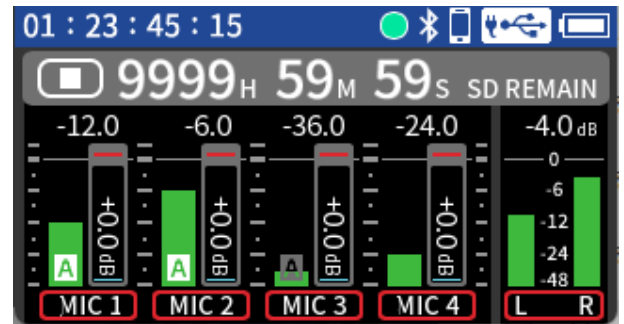 01 : 23 : 45 : 15
9999H 59M 59S SD REMAIN
-12.0 -6.0 -36.0 -24.0 -4.0 dB
0
-6
+0.0dB +0.0dB +0.0dB +0.0dB -12
A A A -24
-48
MIC 1 MIC 2 MIC 3 MIC 4 L R